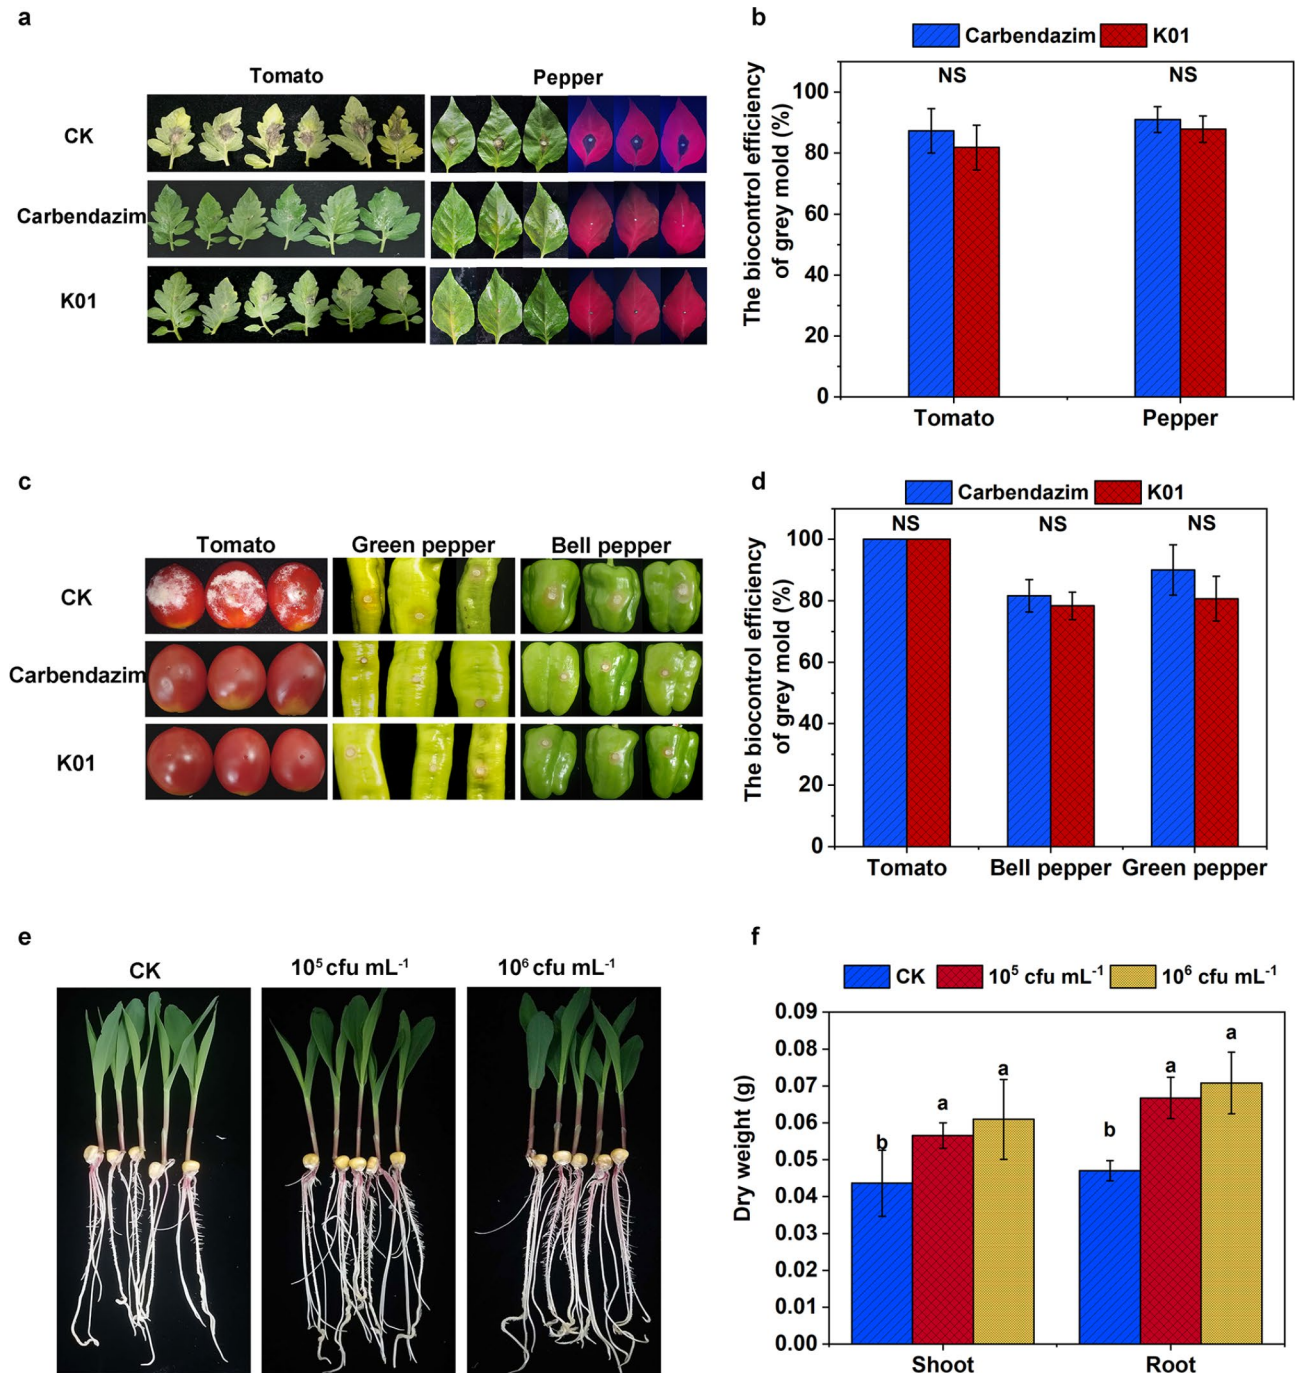 a
Tomato Pepper
CK
Carbendazim
K01
b
Carbendazim K01
The biocontrol efficiency
of grey mold (%)
NS NS
100
80
60
40
20
0
Tomato Pepper
c
Tomato Green pepper Bell pepper
CK
Carbendazim
K01
d
Carbendazim K01
The biocontrol efficiency
of grey mold (%)
NS NS NS
100
80
60
40
20
0
Tomato Bell pepper Green pepper
e
CK 10⁵ cfu mL⁻¹ 10⁶ cfu mL⁻¹
f
CK 10⁵ cfu mL⁻¹ 10⁶ cfu mL⁻¹
Dry weight (g)
0.09
0.08
0.07
0.06
0.05
0.04
0.03
0.02
0.01
0.00
b a a b a a
Shoot Root